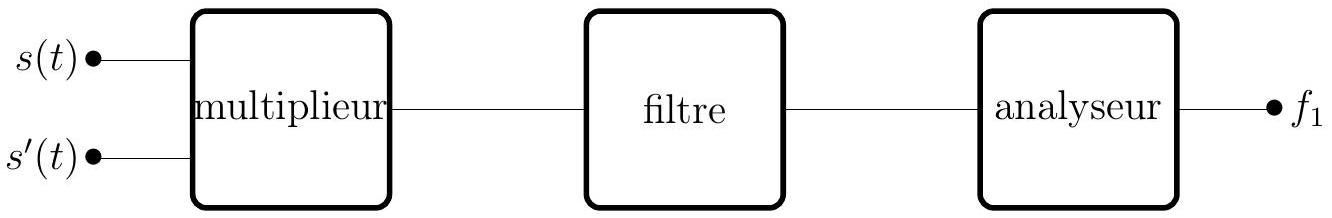 s(t)
s′(t)
multiplieur
filtre
analyseur
f₁